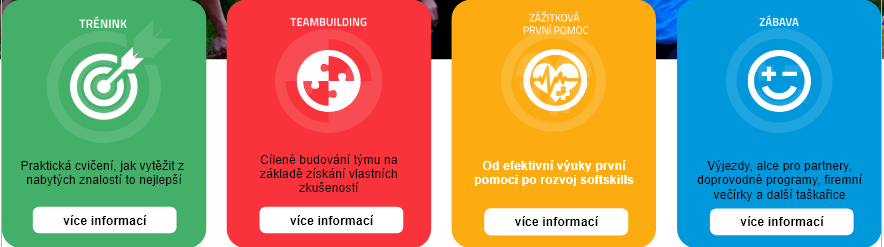 TRÉNINK
Praktická cvičení, jak vytěžit z
nabytých znalostí to nejlepší
více informací
TEAMBUILDING
Cílené budování týmu na
základě získání vlastních
zkušeností
více informací
ZÁŽITKOVÁ
PRVNÍ POMOC
Od efektivní výuky první
pomoci po rozvoj softskills
více informací
ZÁBAVA
Výjezdy, alce pro partnery,
doprovodné programy, firemní
večírky a další taškařice
více informací